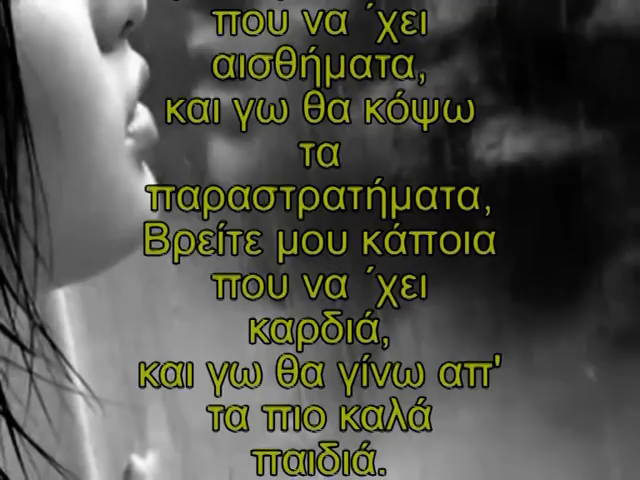 που να ΄χει
αισθήματα,
και γω θα κόψω
τα
παραστρατήματα,
Βρείτε μου κάποια
που να ΄χει
καρδιά,
και γω θα γίνω απ'
τα πιο καλά
παιδιά.